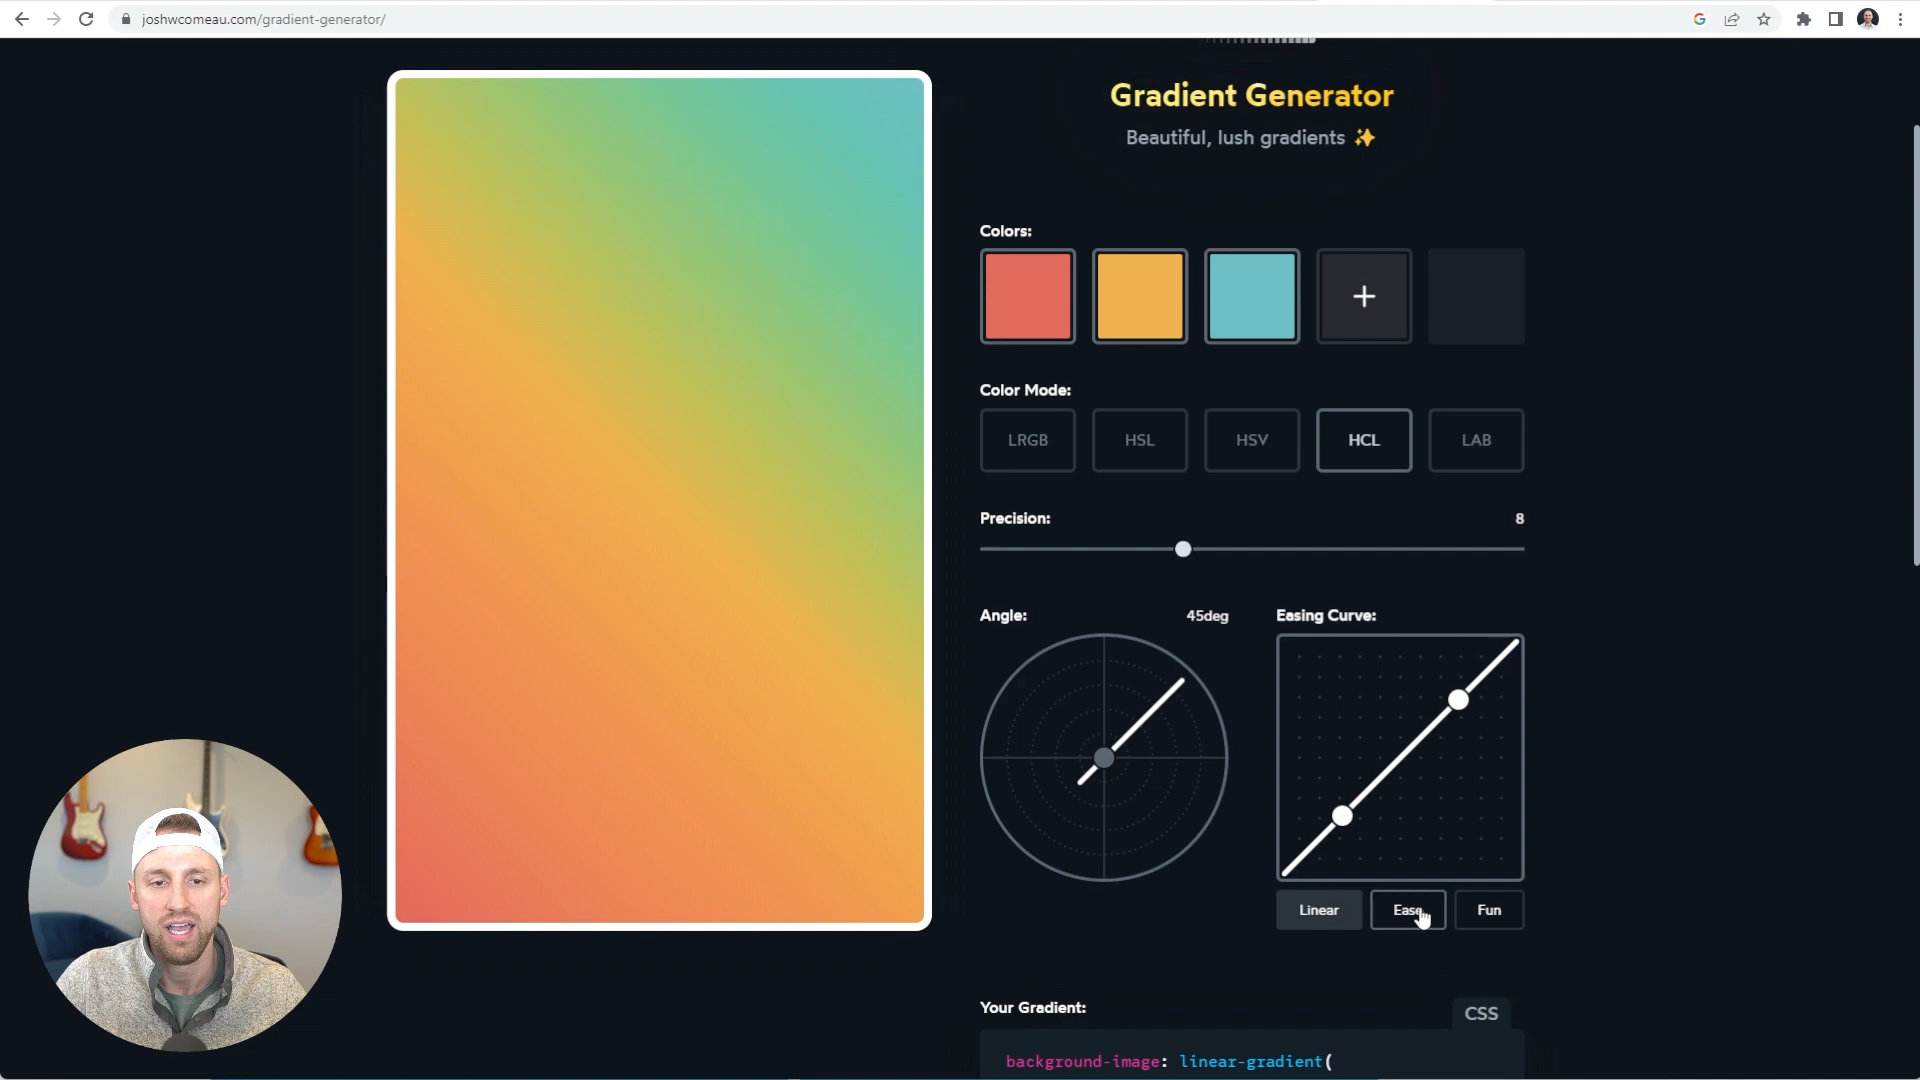 joshwcomeau.com/gradient-generator/
Gradient Generator
Beautiful, lush gradients ✨
Colors:
+
Color Mode:
LRGB HSL HSV HCL LAB
Precision: 8
Angle: 45deg Easing Curve:
Linear Ease Fun
Your Gradient: CSS
background-image: linear-gradient(